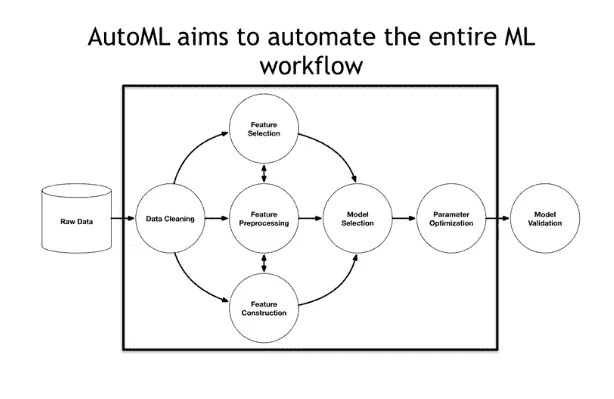 AutoML aims to automate the entire ML
workflow
Feature
Selection
Raw Data
Data Cleaning
Feature
Preprocessing
Model
Selection
Parameter
Optimization
Model
Validation
Feature
Construction